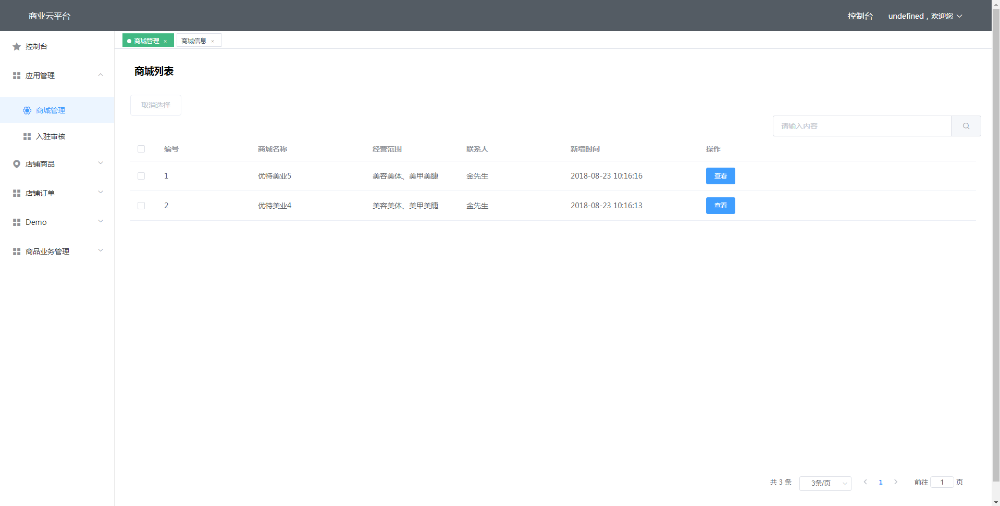 商业云平台
控制台
undefined，欢迎您
控制台
应用管理
商城管理
入驻审核
店铺商品
店铺订单
Demo
商品业务管理
商城管理 ×
商城信息 ×
商城列表
取消选择
请输入内容
编号 商城名称 经营范围 联系人 新增时间 操作
1 优特美业5 美容美体、美甲美睫 金先生 2018-08-23 10:16:16 查看
2 优特美业4 美容美体、美甲美睫 金先生 2018-08-23 10:16:13 查看
共 3 条 3条/页 1 前往 1 页